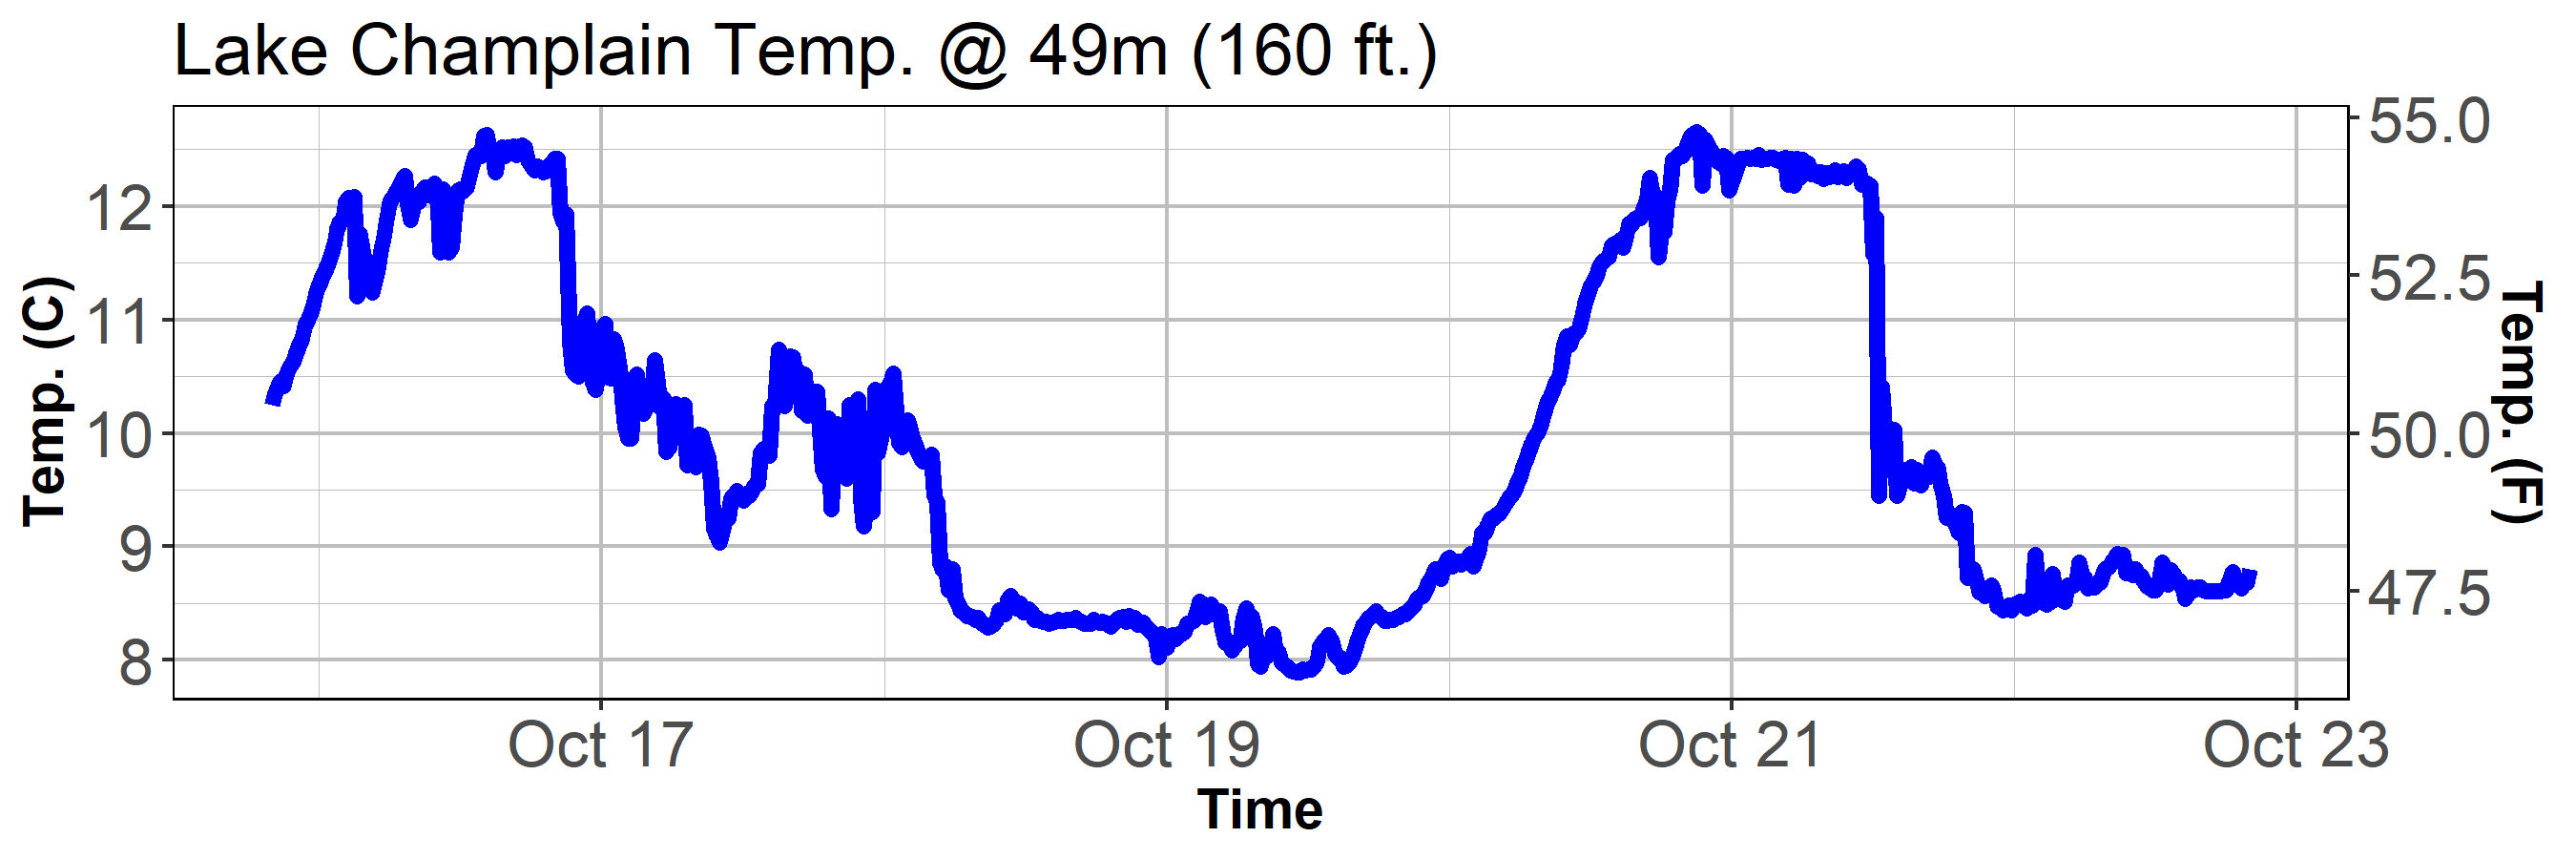 Lake Champlain Temp. @ 49m (160 ft.)
Temp. (C)
12
11
10
9
8
55.0
52.5
50.0
47.5
Temp. (F)
Oct 17
Oct 19
Oct 21
Oct 23
Time